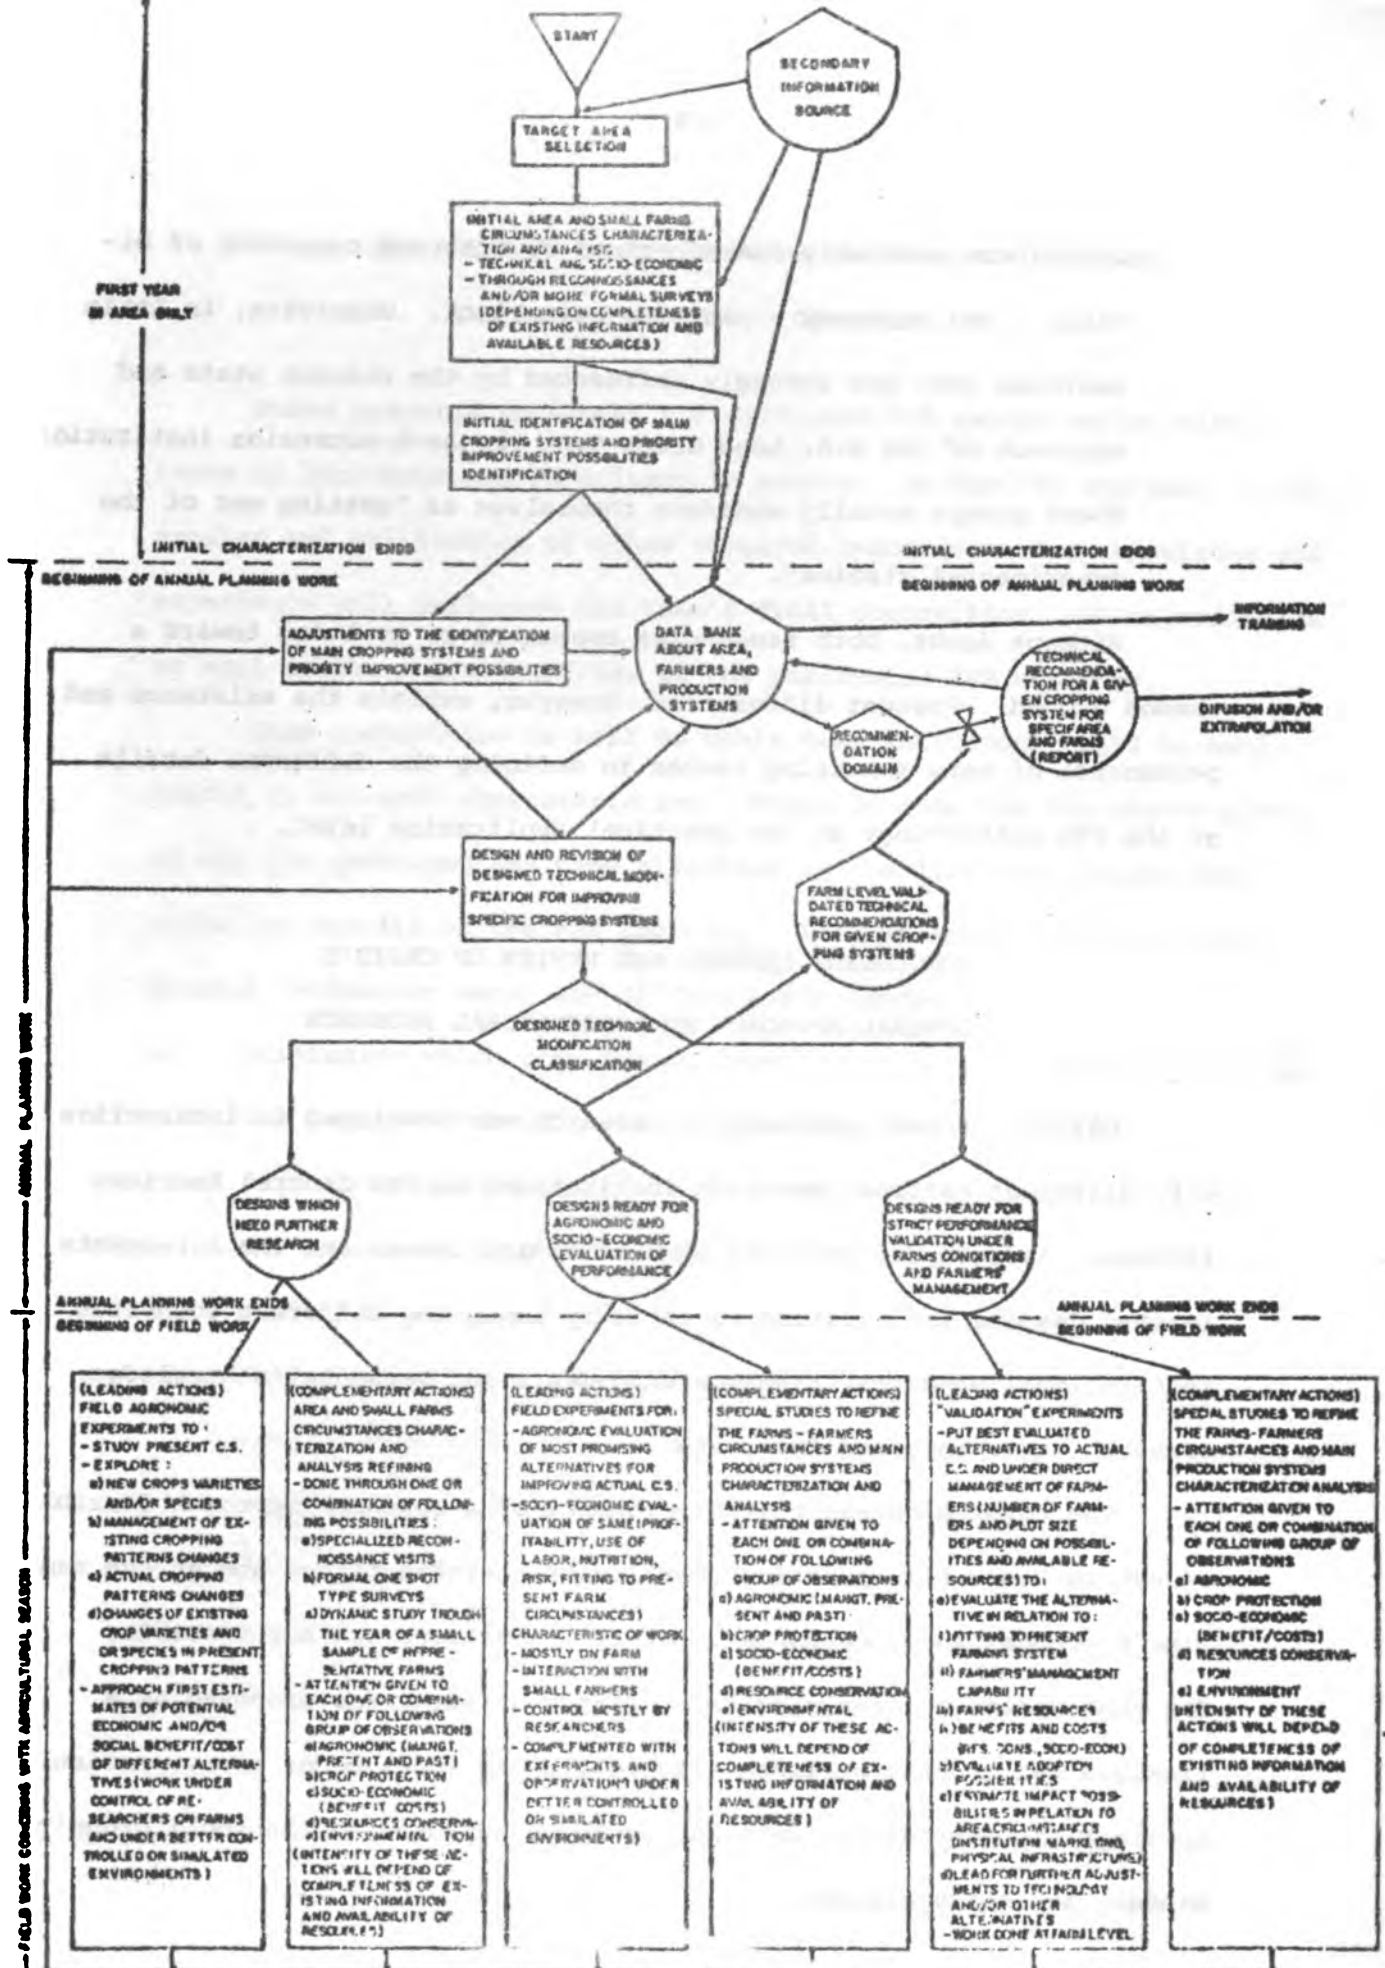 START
SECONDARY
INFORMATION
SOURCE
TARGET AREA
SELECTION
INITIAL AREA AND SMALL FARMS
CIRCUMSTANCES CHARACTERIZA-
TION AND ANALYSIS
- TECHNICAL AND SOCIO-ECONOMIC
- THROUGH RECONNOISSANCES
AND/OR MORE FORMAL SURVEYS
(DEPENDING ON COMPLETENESS
OF EXISTING INFORMATION AND
AVAILABLE RESOURCES)
FIRST YEAR
IN AREA ONLY
INITIAL IDENTIFICATION OF MAIN
CROPPING SYSTEMS AND PRIORITY
IMPROVEMENT POSSIBILITIES
IDENTIFICATION
INITIAL CHARACTERIZATION ENDS
INITIAL CHARACTERIZATION ENDS
BEGINNING OF ANNUAL PLANNING WORK
BEGINNING OF ANNUAL PLANNING WORK
ADJUSTMENTS TO THE IDENTIFICATION
OF MAIN CROPPING SYSTEMS AND
PRIORITY IMPROVEMENT POSSIBILITIES
DATA BANK
ABOUT AREA,
FARMERS AND
PRODUCTION
SYSTEMS
INFORMATION
TRAINING
TECHNICAL
RECOMMENDA-
TION FOR A GIV-
EN CROPPING
SYSTEM FOR
SPECIF AREA
AND FARMS
(REPORT)
DIFUSION AND/OR
EXTRAPOLATION
RECOMMEN-
DATION
DOMAIN
DESIGN AND REVISION OF
DESIGNED TECHNICAL MODI-
FICATION FOR IMPROVING
SPECIFIC CROPPING SYSTEMS
FARM LEVEL VALI-
DATED TECHNICAL
RECOMMENDATIONS
FOR GIVEN CROP-
PING SYSTEMS
DESIGNED TECHNICAL
MODIFICATION
CLASSIFICATION
ANNUAL PLANNING WORK
DESIGNS WHICH
NEED FURTHER
RESEARCH
DESIGNS READY FOR
AGRONOMIC AND
SOCIO-ECONOMIC
EVALUATION OF
PERFORMANCE
DESIGNS READY FOR
STRICT PERFORMANCE
VALIDATION UNDER
FARMS CONDITIONS
AND FARMERS'
MANAGEMENT
ANNUAL PLANNING WORK ENDS
ANNUAL PLANNING WORK ENDS
BEGINNING OF FIELD WORK
BEGINNING OF FIELD WORK
FIELD WORK CONCERING WITH AGRICULTURAL SEASON
(LEADING ACTIONS)
FIELD AGRONOMIC
EXPERIMENTS TO:
- STUDY PRESENT C.S.
- EXPLORE:
a) NEW CROPS VARIETIES
AND/OR SPECIES
b) MANAGEMENT OF EX-
ISTING CROPPING
PATTERNS CHANGES
c) ACTUAL CROPPING
PATTERNS CHANGES
d) CHANGES OF EXISTING
CROP VARIETIES AND
OR SPECIES IN PRESENT
CROPPING PATTERNS
- APPROACH FIRST ESTI-
MATES OF POTENTIAL
ECONOMIC AND/OR
SOCIAL BENEFIT/COST
OF DIFFERENT ALTERNA-
TIVES (WORK UNDER
CONTROL OF RE-
SEARCHERS ON FARMS
AND UNDER BETTER CON-
TROLLED OR SIMULATED
ENVIRONMENTS)
(COMPLEMENTARY ACTIONS)
AREA AND SMALL FARMS
CIRCUMSTANCES CHARAC-
TERIZATION AND
ANALYSIS REFINING
- DONE THROUGH ONE OR
COMBINATION OF FOLLOW-
ING POSSIBILITIES:
a) SPECIALIZED RECON-
NOISSANCE VISITS
b) FORMAL ONE SHOT
TYPE SURVEYS
a) DYNAMIC STUDY TROUGH
THE YEAR OF A SMALL
SAMPLE OF REPRE-
SENTATIVE FARMS
- ATTENTION GIVEN TO
EACH ONE OR COMBINA-
TION OF FOLLOWING
GROUP OF OBSERVATIONS
a) AGRONOMIC (MANGT.
PRESENT AND PAST)
b) CROP PROTECTION
c) SOCIO-ECONOMIC
(BENEFIT COSTS)
d) RESOURCES CONSERVA-
e) ENVIRONMENTAL TION
(INTENSITY OF THESE AC-
TIONS WILL DEPEND OF
COMPLETENESS OF EX-
ISTING INFORMATION
AND AVAILABILITY OF
RESOURCES)
(LEADING ACTIONS)
FIELD EXPERIMENTS FOR:
- AGRONOMIC EVALUATION
OF MOST PROMISING
ALTERNATIVES FOR
IMPROVING ACTUAL C.S.
- SOCIO-ECONOMIC EVAL-
UATION OF SAME (PROF-
ITABILITY, USE OF
LABOR, NUTRITION,
RISK, FITTING TO PRE-
SENT FARM
CIRCUMSTANCES)
CHARACTERISTIC OF WORK
- MOSTLY ON FARM
- INTERACTION WITH
SMALL FARMERS
- CONTROL MOSTLY BY
RESEARCHERS
- COMPLEMENTED WITH
EXPERIMENTS AND
OBSERVATIONS UNDER
BETTER CONTROLLED
OR SIMULATED
ENVIRONMENTS)
(COMPLEMENTARY ACTIONS)
SPECIAL STUDIES TO REFINE
THE FARMS-FARMERS
CIRCUMSTANCES AND MAIN
PRODUCTION SYSTEMS
CHARACTERIZATION AND
ANALYSIS
- ATTENTION GIVEN TO
EACH ONE OR COMBINA-
TION OF FOLLOWING
GROUP OF OBSERVATIONS
a) AGRONOMIC (MANGT. PRE-
SENT AND PAST)
b) CROP PROTECTION
c) SOCIO-ECONOMIC
(BENEFIT/COSTS)
d) RESOURCE CONSERVATION
e) ENVIRONMENTAL
(INTENSITY OF THESE AC-
TIONS WILL DEPEND OF
COMPLETENESS OF EX-
ISTING INFORMATION AND
AVAILABILITY OF
RESOURCES)
(LEADING ACTIONS)
"VALIDATION" EXPERIMENTS
- PUT BEST EVALUATED
ALTERNATIVES TO ACTUAL
C.S. AND UNDER DIRECT
MANAGEMENT OF FARM-
ERS (NUMBER OF FARM-
ERS AND PLOT SIZE
DEPENDING ON POSSIBIL-
ITIES AND AVAILABLE RE-
SOURCES) TO:
a) EVALUATE THE ALTERNA-
TIVE IN RELATION TO:
i) FITTING TO PRESENT
FARMING SYSTEM
ii) FARMERS' MANAGEMENT
CAPABILITY
FARMS' RESOURCES
BENEFITS AND COSTS
b) EVALUATE ADOPTION
POSSIBILITIES
c) ESTIMATE IMPACT POSSI-
BILITIES IN RELATION TO
AREA CIRCUMSTANCES
(INSTITUTION MARKETING,
PHYSICAL INFRASTRUCTURE)
d) LEAD FOR FURTHER ADJUST-
MENTS TO TECHNOLOGY
AND/OR OTHER
ALTERNATIVES
- WORK DONE AT FARM LEVEL
(COMPLEMENTARY ACTIONS)
SPECIAL STUDIES TO REFINE
THE FARMS-FARMERS
CIRCUMSTANCES AND MAIN
PRODUCTION SYSTEMS
CHARACTERIZATION ANALYSIS
- ATTENTION GIVEN TO
EACH ONE OR COMBINATION
OF FOLLOWING GROUP OF
OBSERVATIONS
a) AGRONOMIC
b) CROP PROTECTION
c) SOCIO-ECONOMIC
(BENEFIT/COSTS)
d) RESOURCES CONSERVA-
TION
e) ENVIRONMENT
(INTENSITY OF THESE
ACTIONS WILL DEPEND
OF COMPLETENESS OF
EXISTING INFORMATION
AND AVAILABILITY OF
RESOURCES)